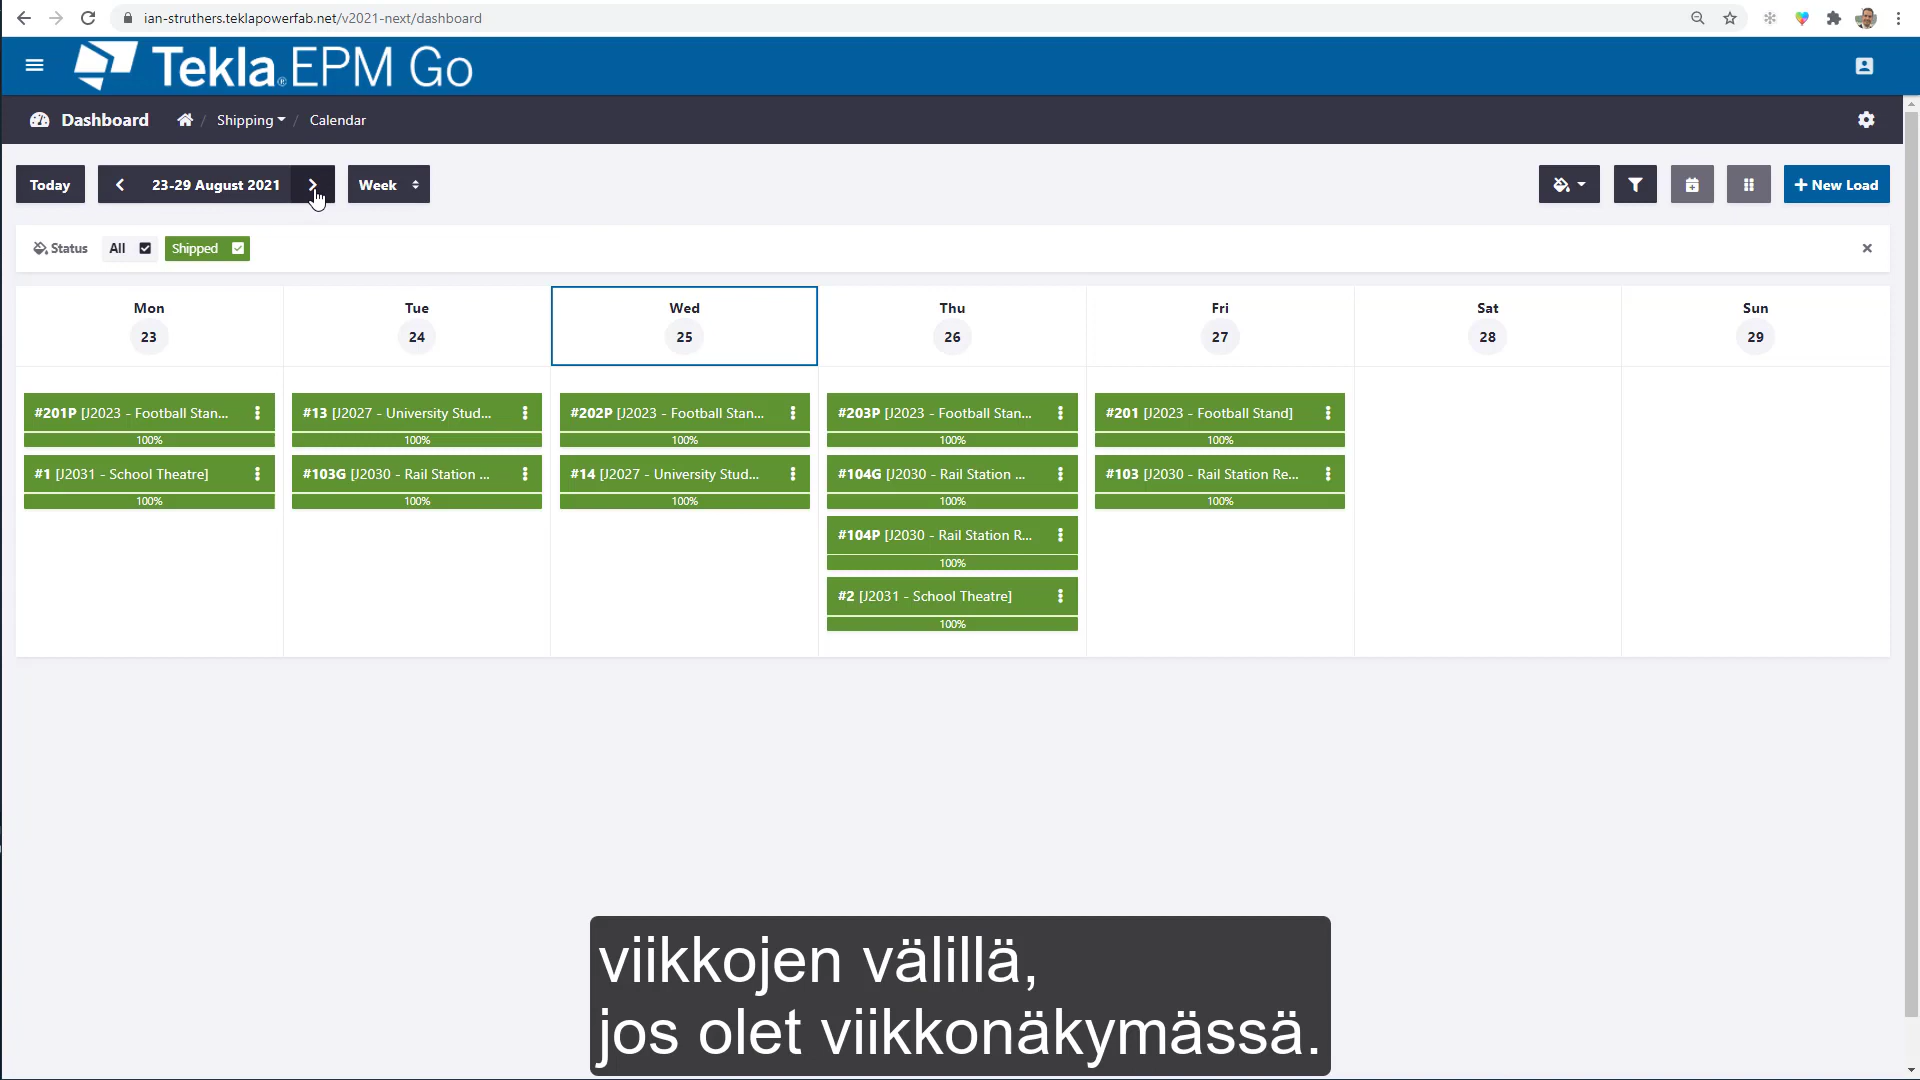 ian-struthers.teklapowerfab.net/v2021-next/dashboard
Tekla® EPM Go
Dashboard / Shipping / Calendar
Today 23-29 August 2021 Week + New Load
Status All Shipped
Mon Tue Wed Thu Fri Sat Sun
23 24 25 26 27 28 29
#201P [J2023 - Football Stan... #13 [J2027 - University Stud... #202P [J2023 - Football Stan... #203P [J2023 - Football Stan... #201 [J2023 - Football Stand]
100% 100% 100% 100% 100%
#1 [J2031 - School Theatre] #103G [J2030 - Rail Station ... #14 [J2027 - University Stud... #104G [J2030 - Rail Station ... #103 [J2030 - Rail Station Re...
100% 100% 100% 100% 100%
#104P [J2030 - Rail Station R...
100%
#2 [J2031 - School Theatre]
100%
viikkojen välillä,
jos olet viikkonäkymässä.